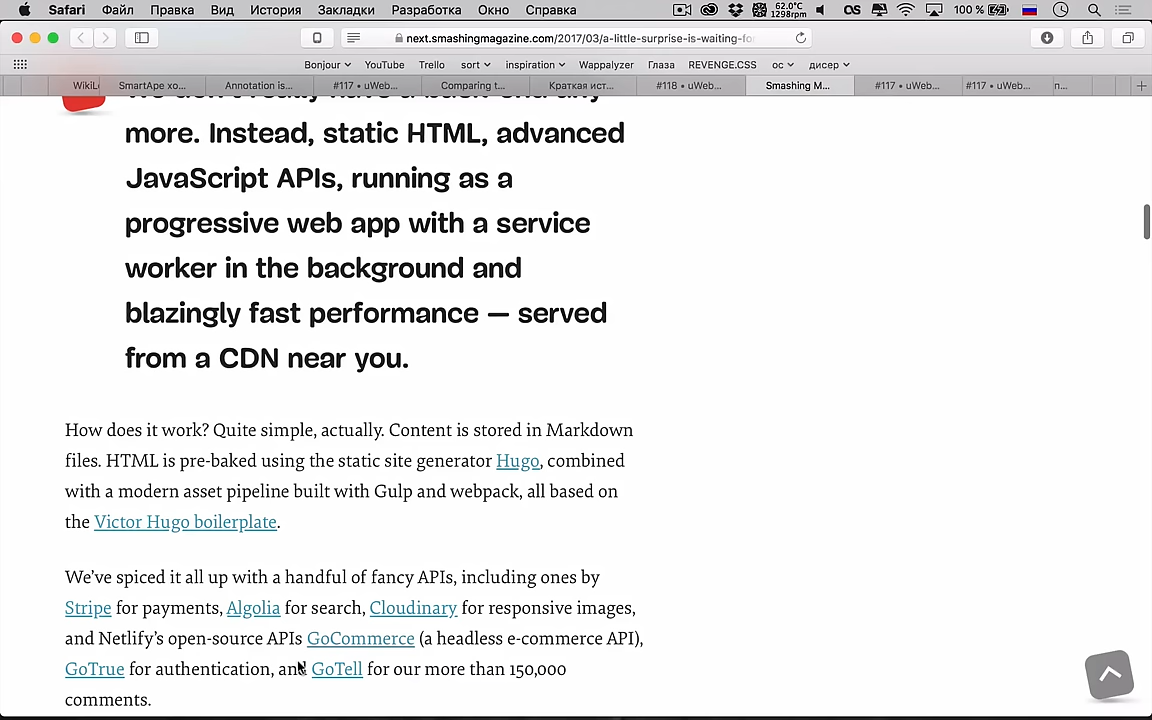 Safari Файл Правка Вид История Закладки Разработка Окно Справка 62.0°C 1298rpm 100 %
next.smashingmagazine.com/2017/03/a-little-surprise-is-waiting-fo
Bonjour YouTube Trello sort inspiration Wappalyzer Глаза REVENGE.CSS ос дисер
WikiL SmartApe хо... Annotation is... #117 • uWeb... Comparing t... Краткая ист... #118 • uWeb... Smashing M... #117 • uWeb... #117 • uWeb... п...
We don't really have a back-end any
more. Instead, static HTML, advanced
JavaScript APIs, running as a
progressive web app with a service
worker in the background and
blazingly fast performance — served
from a CDN near you.
How does it work? Quite simple, actually. Content is stored in Markdown
files. HTML is pre-baked using the static site generator Hugo, combined
with a modern asset pipeline built with Gulp and webpack, all based on
the Victor Hugo boilerplate.
We've spiced it all up with a handful of fancy APIs, including ones by
Stripe for payments, Algolia for search, Cloudinary for responsive images,
and Netlify's open-source APIs GoCommerce (a headless e-commerce API),
GoTrue for authentication, and GoTell for our more than 150,000
comments.